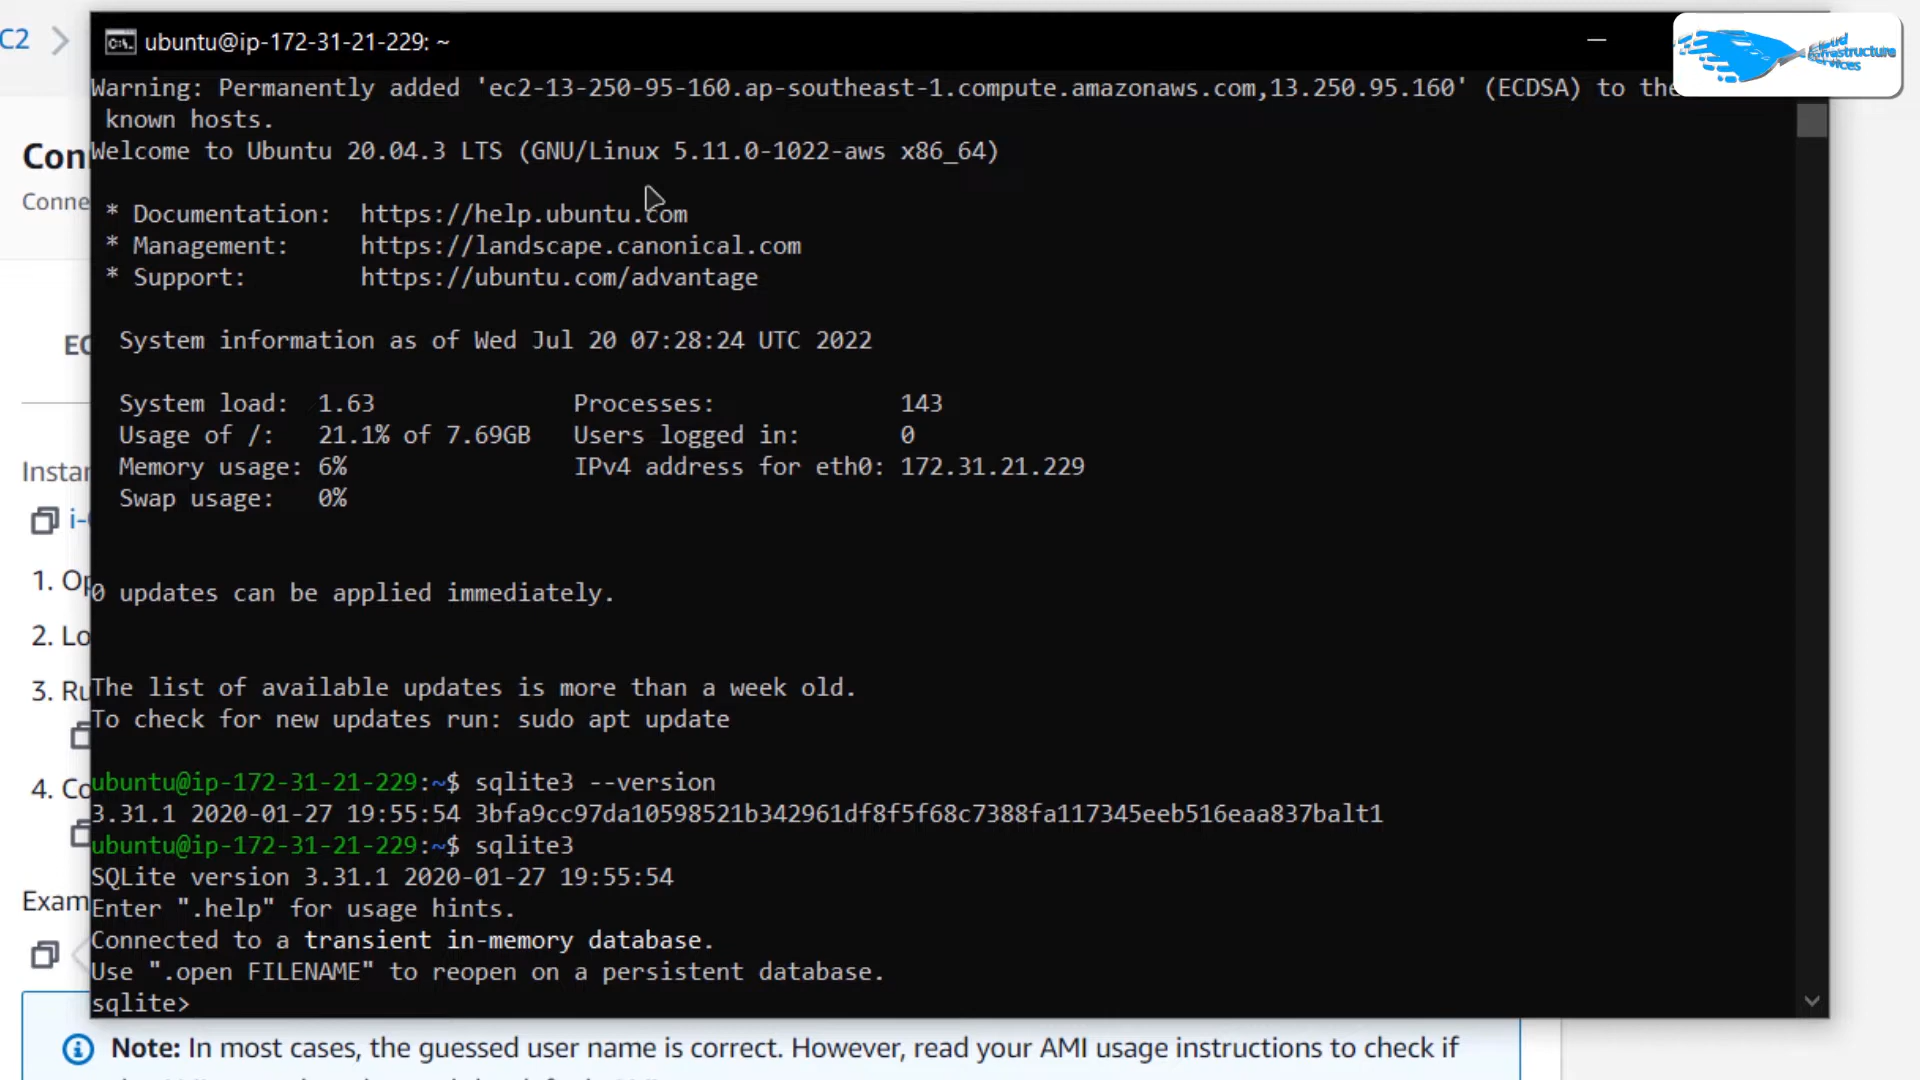 C2
ubuntu@ip-172-31-21-229: ~
Cloud
Infrastructure
Services
Warning: Permanently added 'ec2-13-250-95-160.ap-southeast-1.compute.amazonaws.com,13.250.95.160' (ECDSA) to the
known hosts.
Welcome to Ubuntu 20.04.3 LTS (GNU/Linux 5.11.0-1022-aws x86_64)
* Documentation: https://help.ubuntu.com
* Management: https://landscape.canonical.com
* Support: https://ubuntu.com/advantage
System information as of Wed Jul 20 07:28:24 UTC 2022
System load: 1.63 Processes: 143
Usage of /: 21.1% of 7.69GB Users logged in: 0
Memory usage: 6% IPv4 address for eth0: 172.31.21.229
Swap usage: 0%
0 updates can be applied immediately.
The list of available updates is more than a week old.
To check for new updates run: sudo apt update
ubuntu@ip-172-31-21-229:~$ sqlite3 --version
3.31.1 2020-01-27 19:55:54 3bfa9cc97da10598521b342961df8f5f68c7388fa117345eeb516eaa837balt1
ubuntu@ip-172-31-21-229:~$ sqlite3
SQLite version 3.31.1 2020-01-27 19:55:54
Enter ".help" for usage hints.
Connected to a transient in-memory database.
Use ".open FILENAME" to reopen on a persistent database.
sqlite>
Con
Conne
EC
Instan
i-
1. Op
2. Lo
3. Ru
4. Co
Exam
Note: In most cases, the guessed user name is correct. However, read your AMI usage instructions to check if